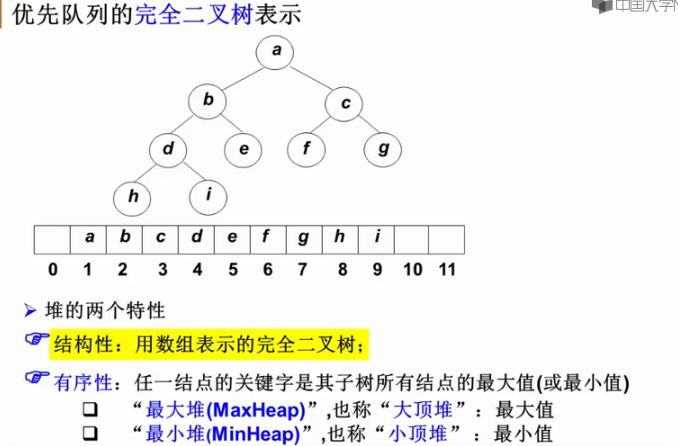 中国大学M
优先队列的完全二叉树表示
a
b
c
d
e
f
g
h
i
a b c d e f g h i
0 1 2 3 4 5 6 7 8 9 10 11
堆的两个特性
结构性：用数组表示的完全二叉树；
有序性：任一结点的关键字是其子树所有结点的最大值(或最小值)
“最大堆(MaxHeap)”,也称“大顶堆”：最大值
“最小堆(MinHeap)”,也称“小顶堆”：最小值